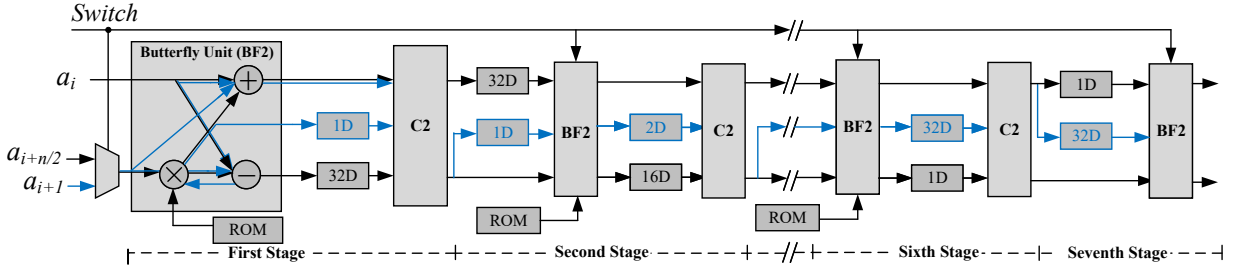 Switch
Butterfly Unit (BF2)
a_i
a_{i+n/2}
a_{i+1}
+
×
−
ROM
1D
32D
C2
32D
1D
ROM
BF2
2D
16D
C2
ROM
BF2
32D
1D
C2
1D
32D
BF2
First Stage
Second Stage
Sixth Stage
Seventh Stage